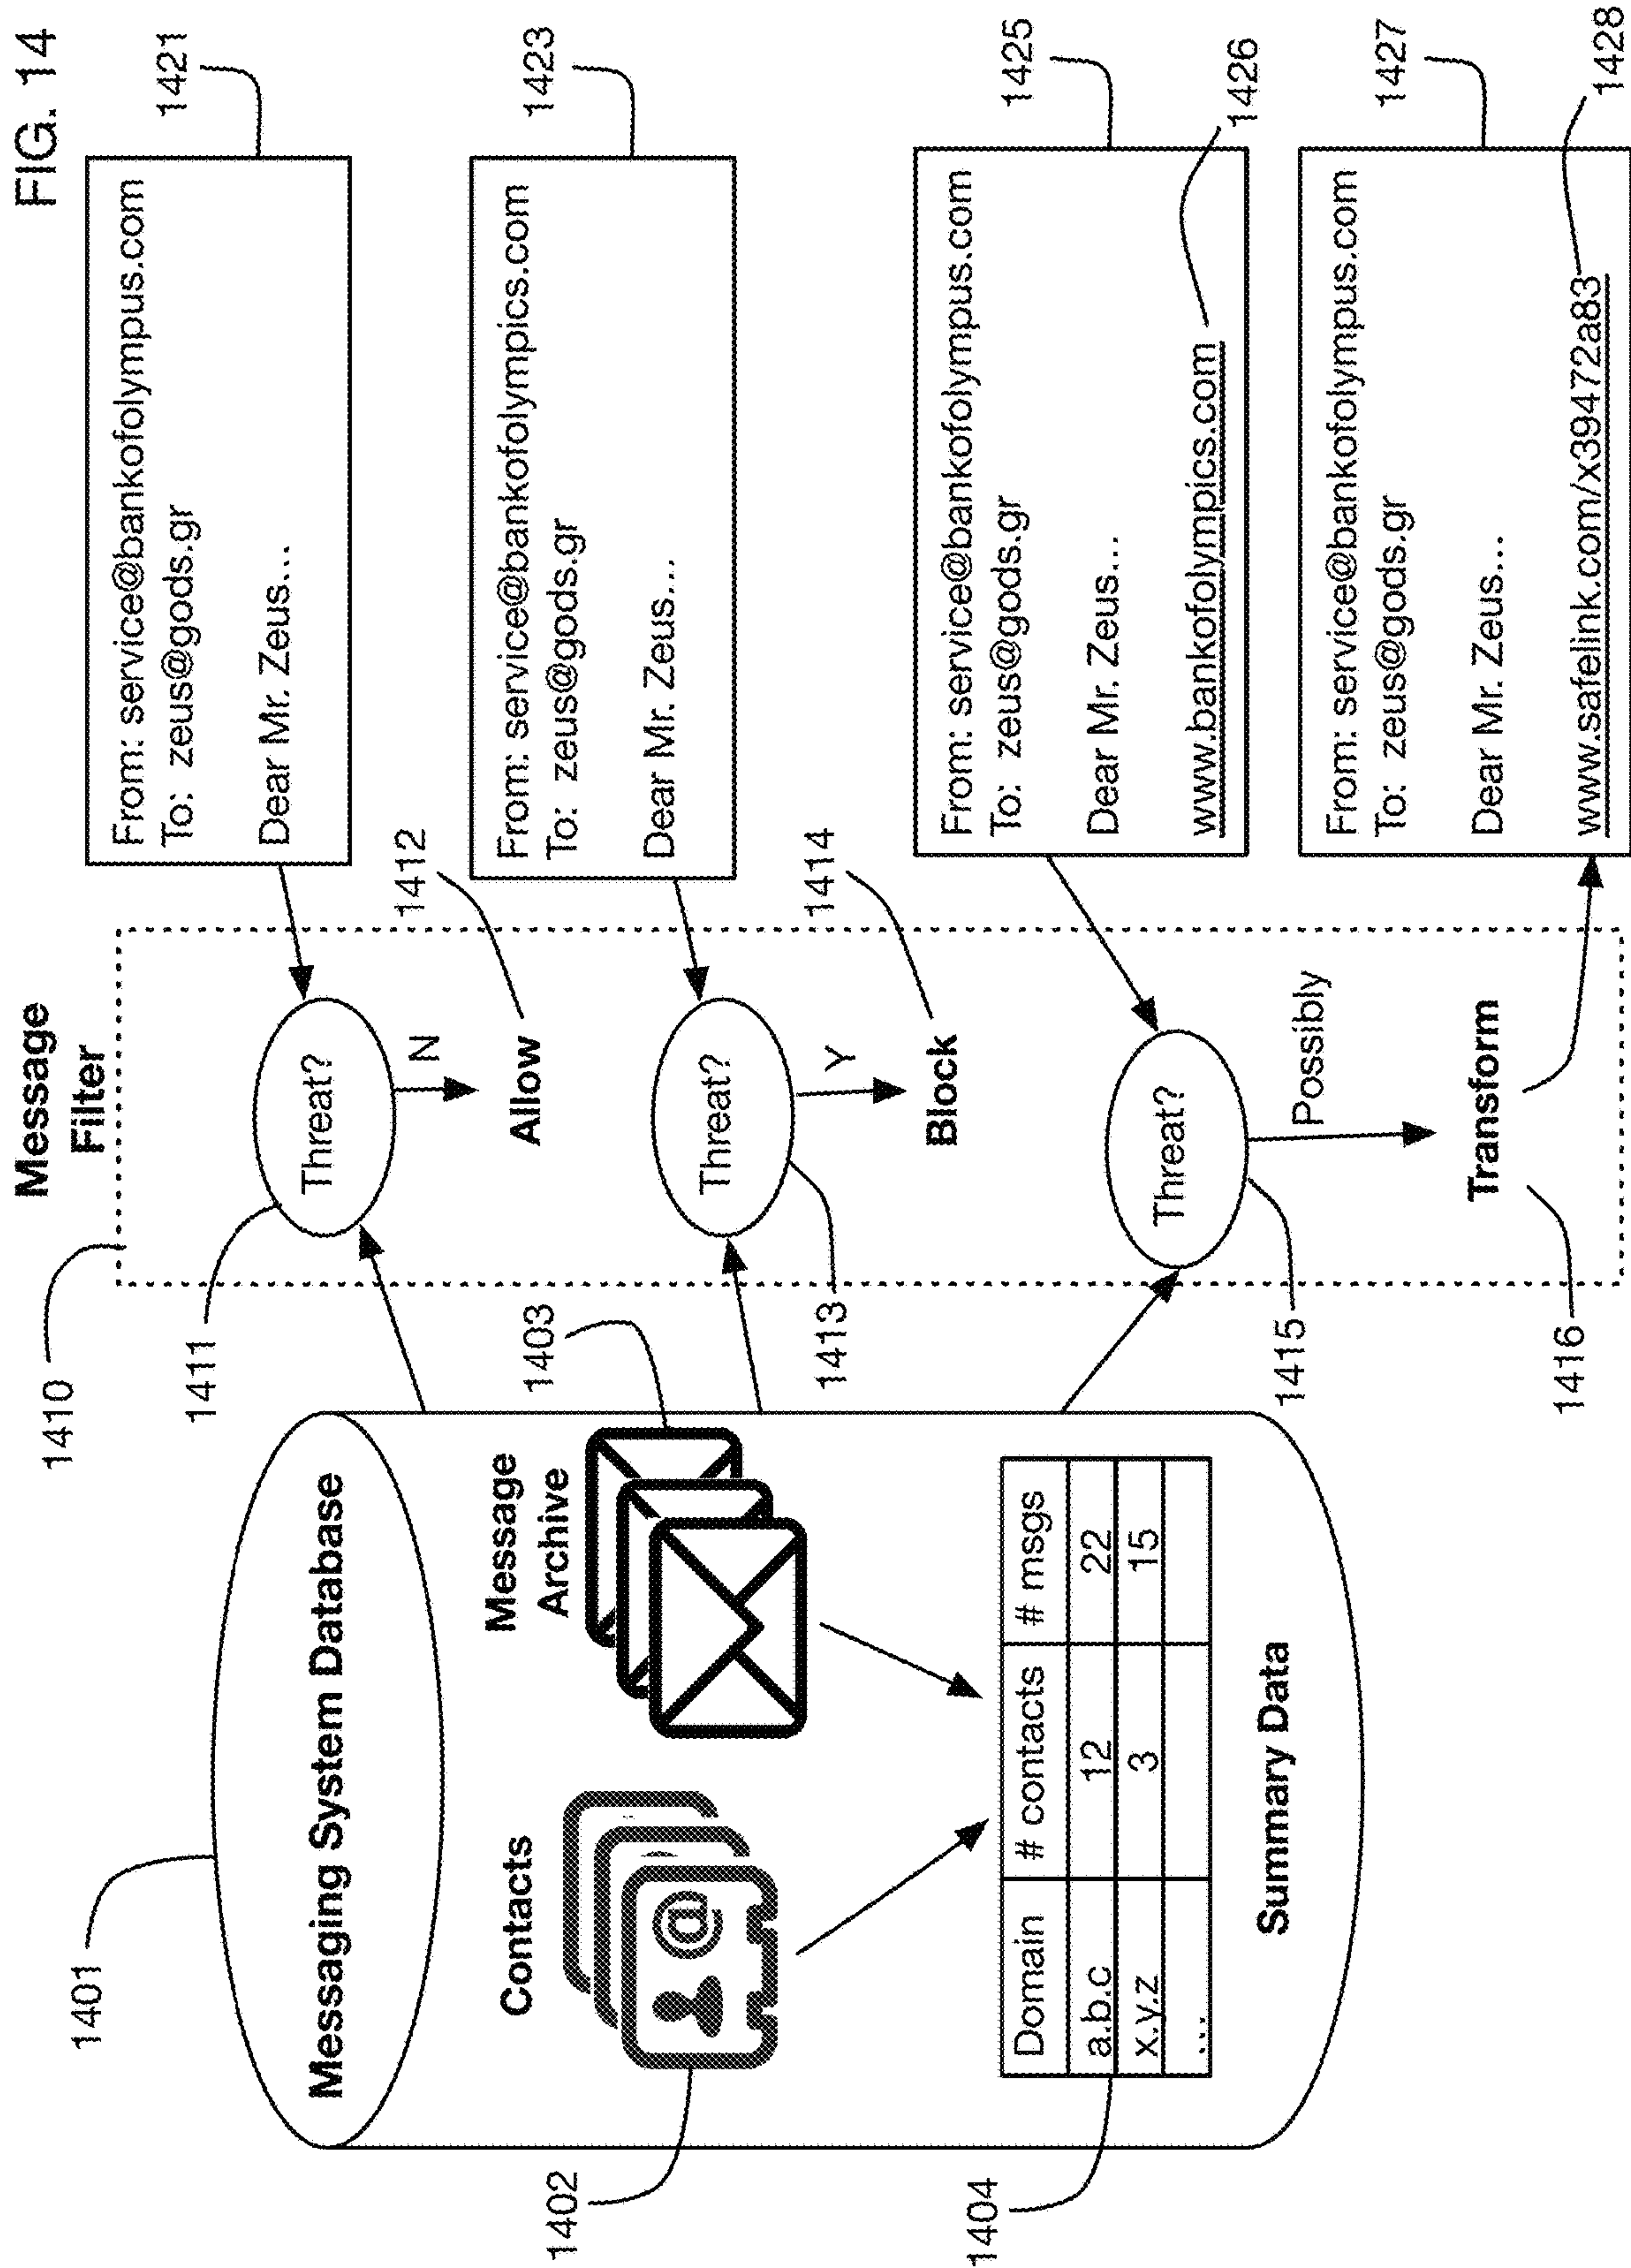 FIG. 14
1401
Messaging System Database
Contacts
1402
Message
Archive
1403
Domain # contacts # msgs
a.b.c 12 22
x.y.z 3 15
...
1404
Summary Data
Message
Filter
1410
1411
Threat?
N
Allow
1412
Threat?
1413
Y
Block
1414
Threat?
1415
Possibly
Transform
1416
From: service@bankofolympus.com
To: zeus@gods.gr
Dear Mr. Zeus...
1421
From: service@bankofolympics.com
To: zeus@gods.gr
Dear Mr. Zeus...
1423
From: service@bankofolympus.com
To: zeus@gods.gr
Dear Mr. Zeus...
www.bankofolympics.com
1425
1426
From: service@bankofolympus.com
To: zeus@gods.gr
Dear Mr. Zeus...
www.safelink.com/x39472a83
1427
1428